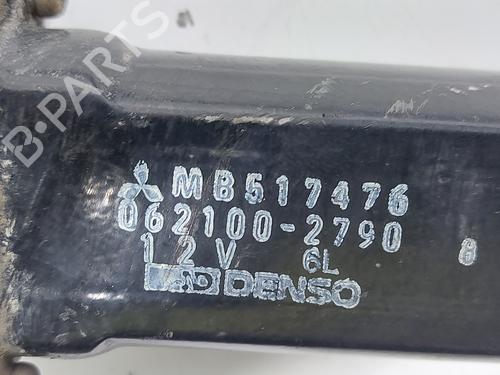 B-PARTS
MB517476
062100-2790 8
12V 6L
DENSO